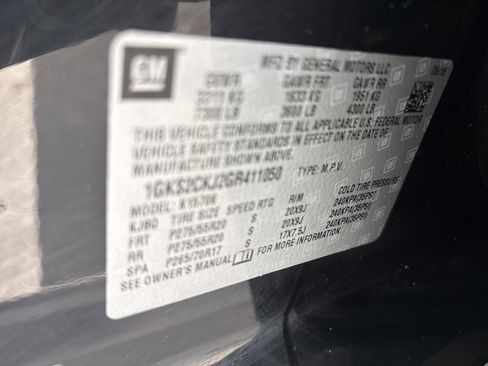 GM
MFD BY GENERAL MOTORS LLC 06/16
GVWR GAWR FRT GAWR RR
3311 KG 1633 KG 1951 KG
7300 LB 3600 LB 4300 LB
THIS VEHICLE CONFORMS TO ALL APPLICABLE U.S. FEDERAL MOTOR
VEHICLE SAFETY STANDARDS IN EFFECT ON THE DATE OF
MANUFACTURE SHOWN ABOVE.
1GKS2CKJ2GR411050 TYPE: M.P.V.
MODEL: K15706
KJBO TIRE SIZE SPEED RTG RIM COLD TIRE PRESSURE
FRT P275/55R20 S 20X9J 240KPA(35PSI)
RR P275/55R20 S 20X9J 240KPA(35PSI)
SPA P265/70R17 S 17X7.5J 240KPA(35PSI)
SEE OWNER'S MANUAL FOR MORE INFORMATION.